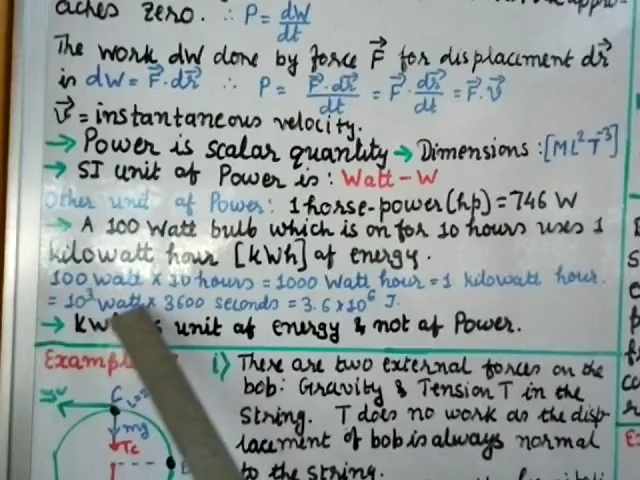 aches zero. ∴ P = dW/dt
The work dW done by force F⃗ for displacement dr⃗
is dW = F⃗.dr⃗ ∴ P = F⃗.dr⃗/dt = F⃗.dr⃗/dt = F⃗.v⃗
v⃗ = instantaneous velocity.
→ Power is scalar quantity → Dimensions : [ML²T⁻³]
→ SI unit of Power is : Watt - W
Other unit of Power: 1 horse-power (hp) = 746 W
→ A 100 Watt bulb which is on for 10 hours uses 1
kilowatt hour [kWh] of energy.
100 watt × 10 hours = 1000 Watt hour = 1 kilowatt hour.
= 10³ watt × 3600 seconds = 3.6 × 10⁶ J.
→ unit of energy & not of Power.
Example
i) There are two external forces on the
bob: Gravity & Tension T in the
string. T does no work as the disp-
lacement of bob is always normal
to the string.
C
mg
Tc